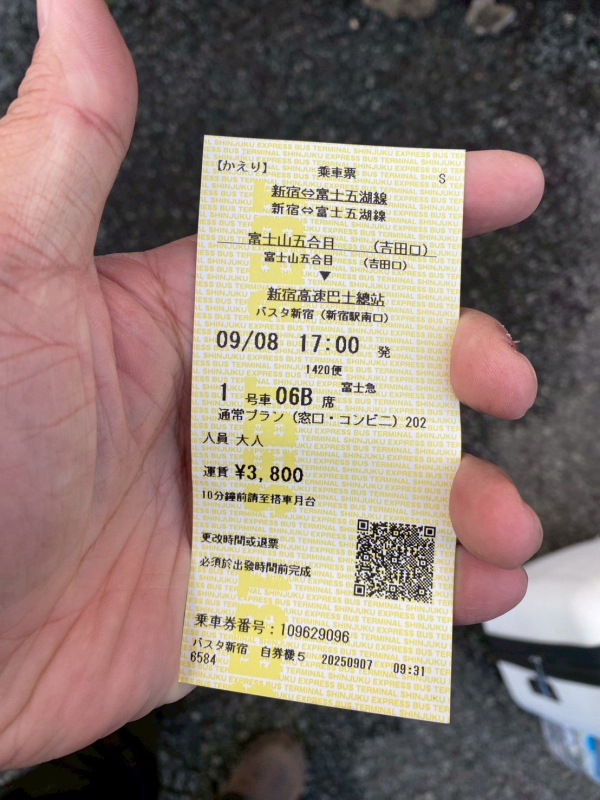 【かえり】 乗車票 S
新宿⇔富士五湖線
新宿⇔富士五湖線
富士山五合目 (吉田口)
富士山五合目 (吉田口)
▼
新宿高速巴士總站
バスタ新宿(新宿駅南口)
09/08 17:00 発
1420便
富士急
1 号車 06B 席
通常プラン(窓口・コンビニ)202
人員 大人
運賃 ¥3,800
10分鐘前請至搭車月台
更改時間或退票
必須於出發時間前完成
乗車券番号:109629096
バスタ新宿 自券機5 20250907 09:31
6584
SHINJUKU EXPRESS BUS TERMINAL